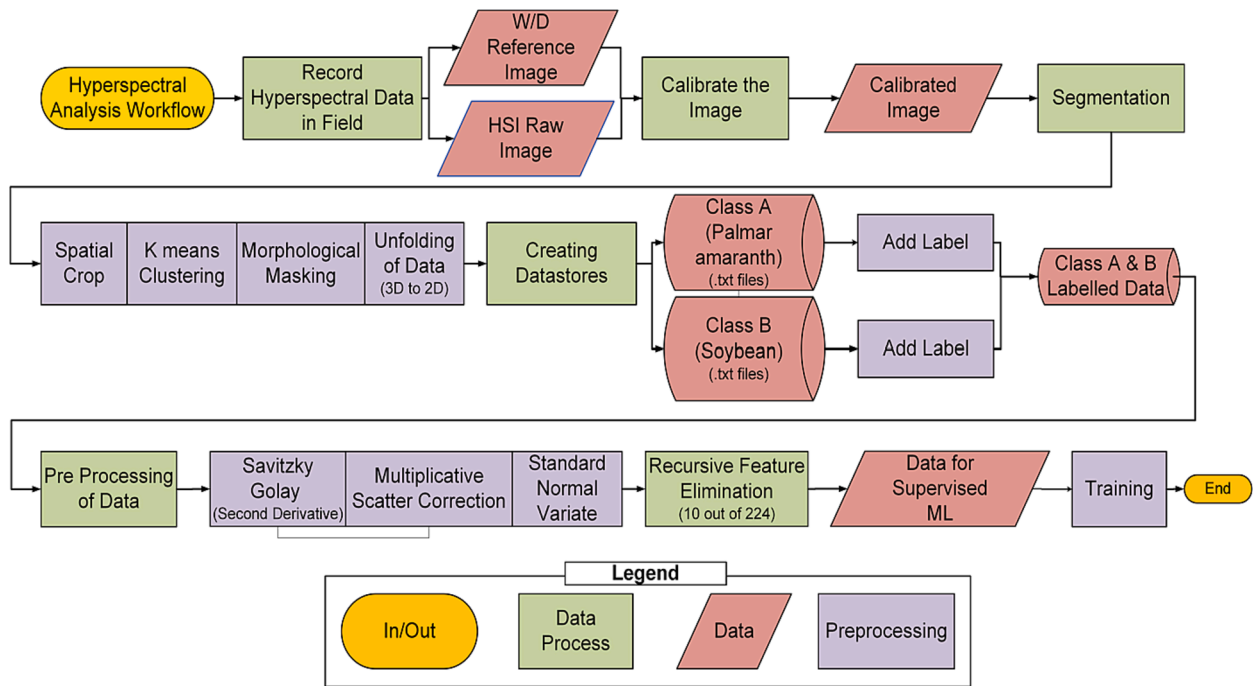 Hyperspectral
Analysis Workflow
Record
Hyperspectral Data
in Field
W/D
Reference
Image
HSI Raw
Image
Calibrate the
Image
Calibrated
Image
Segmentation
Spatial
Crop
K means
Clustering
Morphological
Masking
Unfolding
of Data
(3D to 2D)
Creating
Datastores
Class A
(Palmar
amaranth)
(.txt files)
Class B
(Soybean)
(.txt files)
Add Label
Add Label
Class A & B
Labelled Data
Pre Processing
of Data
Savitzky
Golay
(Second Derivative)
Multiplicative
Scatter Correction
Standard
Normal
Variate
Recursive Feature
Elimination
(10 out of 224)
Data for
Supervised
ML
Training
End
Legend
In/Out
Data
Process
Data
Preprocessing